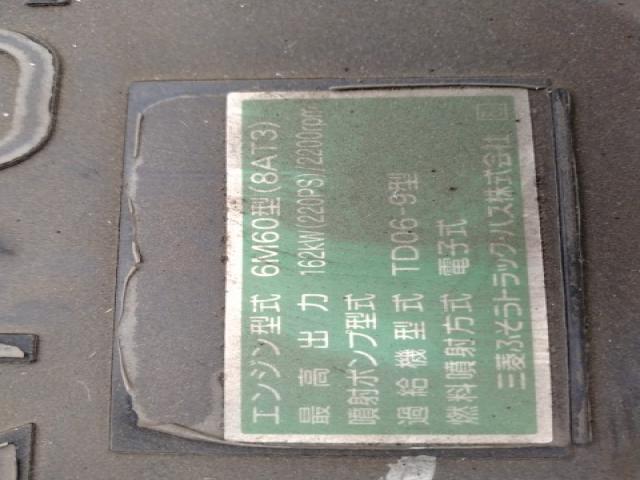 エンジン型式 6M60型(8AT3)
最高出力 162kW(220PS)/2200rpm
噴射ポンプ型式
過給機型式 TD06-9型
燃料噴射方式 電子式
三菱ふそうトラック・バス株式会社